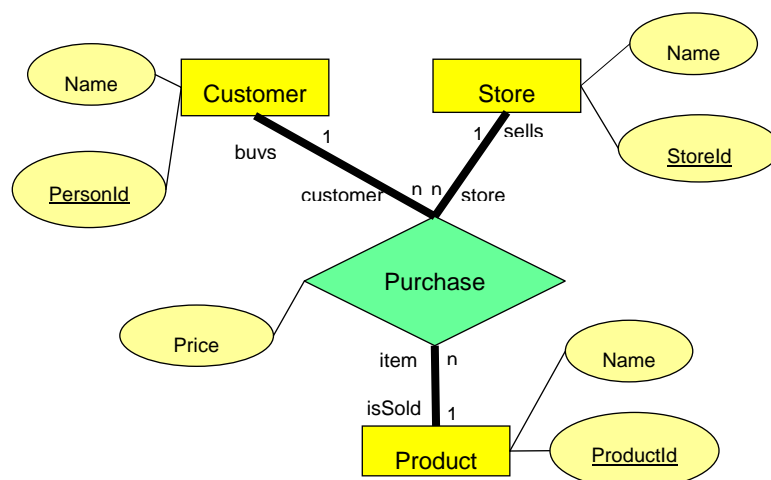 Name
Customer
Store
Name
1
1
sells
buys
StoreId
PersonId
customer
n
n
store
Purchase
Price
item
n
Name
isSold
1
Product
ProductId